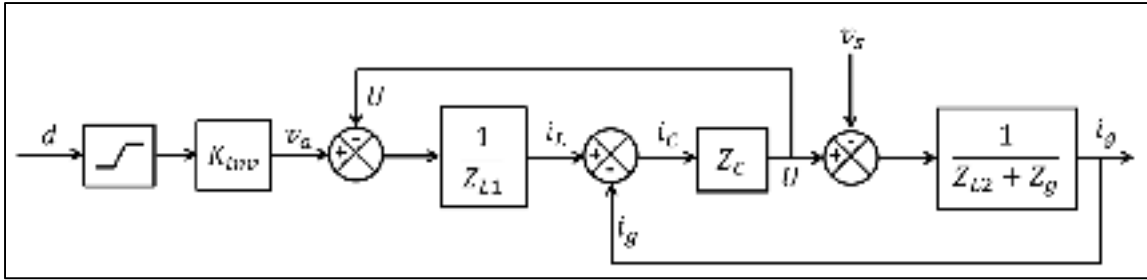 v_s
U
d
K_inv
v_a
+
-
1
Z_L1
i_L
+
-
i_C
Z_C
U
+
-
1
Z_L2 + Z_g
i_g
i_g